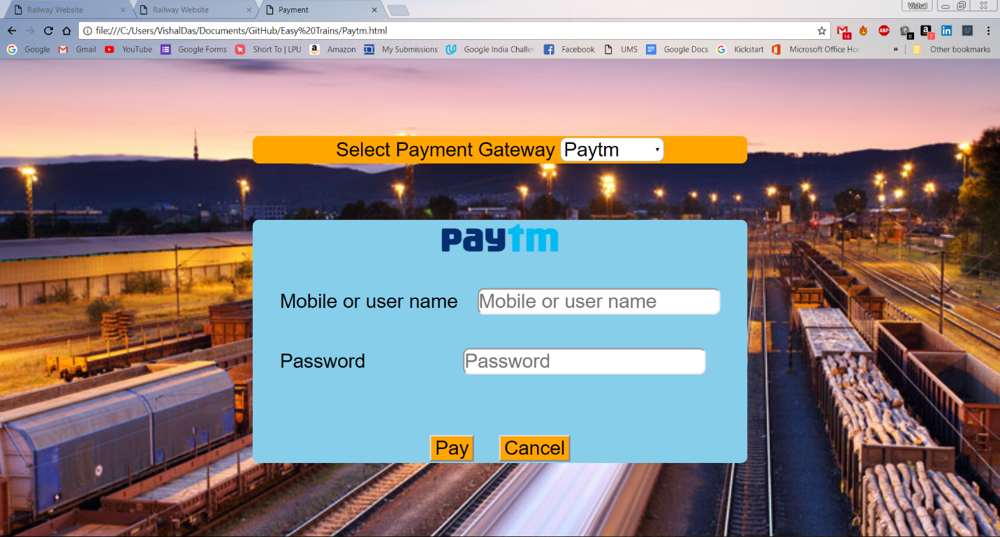 Railway Website
Railway Website
Payment
Vishal
file:///C:/Users/VishalDas/Documents/GitHub/Easy%20Trains/Paytm.html
14
ABP
0
a
7
in
Google
Gmail
YouTube
Google Forms
Short To | LPU
Amazon
My Submissions
Google India Challen
Facebook
UMS
Google Docs
Kickstart
Microsoft Office Hor
»
Other bookmarks
Select Payment Gateway Paytm
paytm
Mobile or user name Mobile or user name
Password Password
Pay Cancel